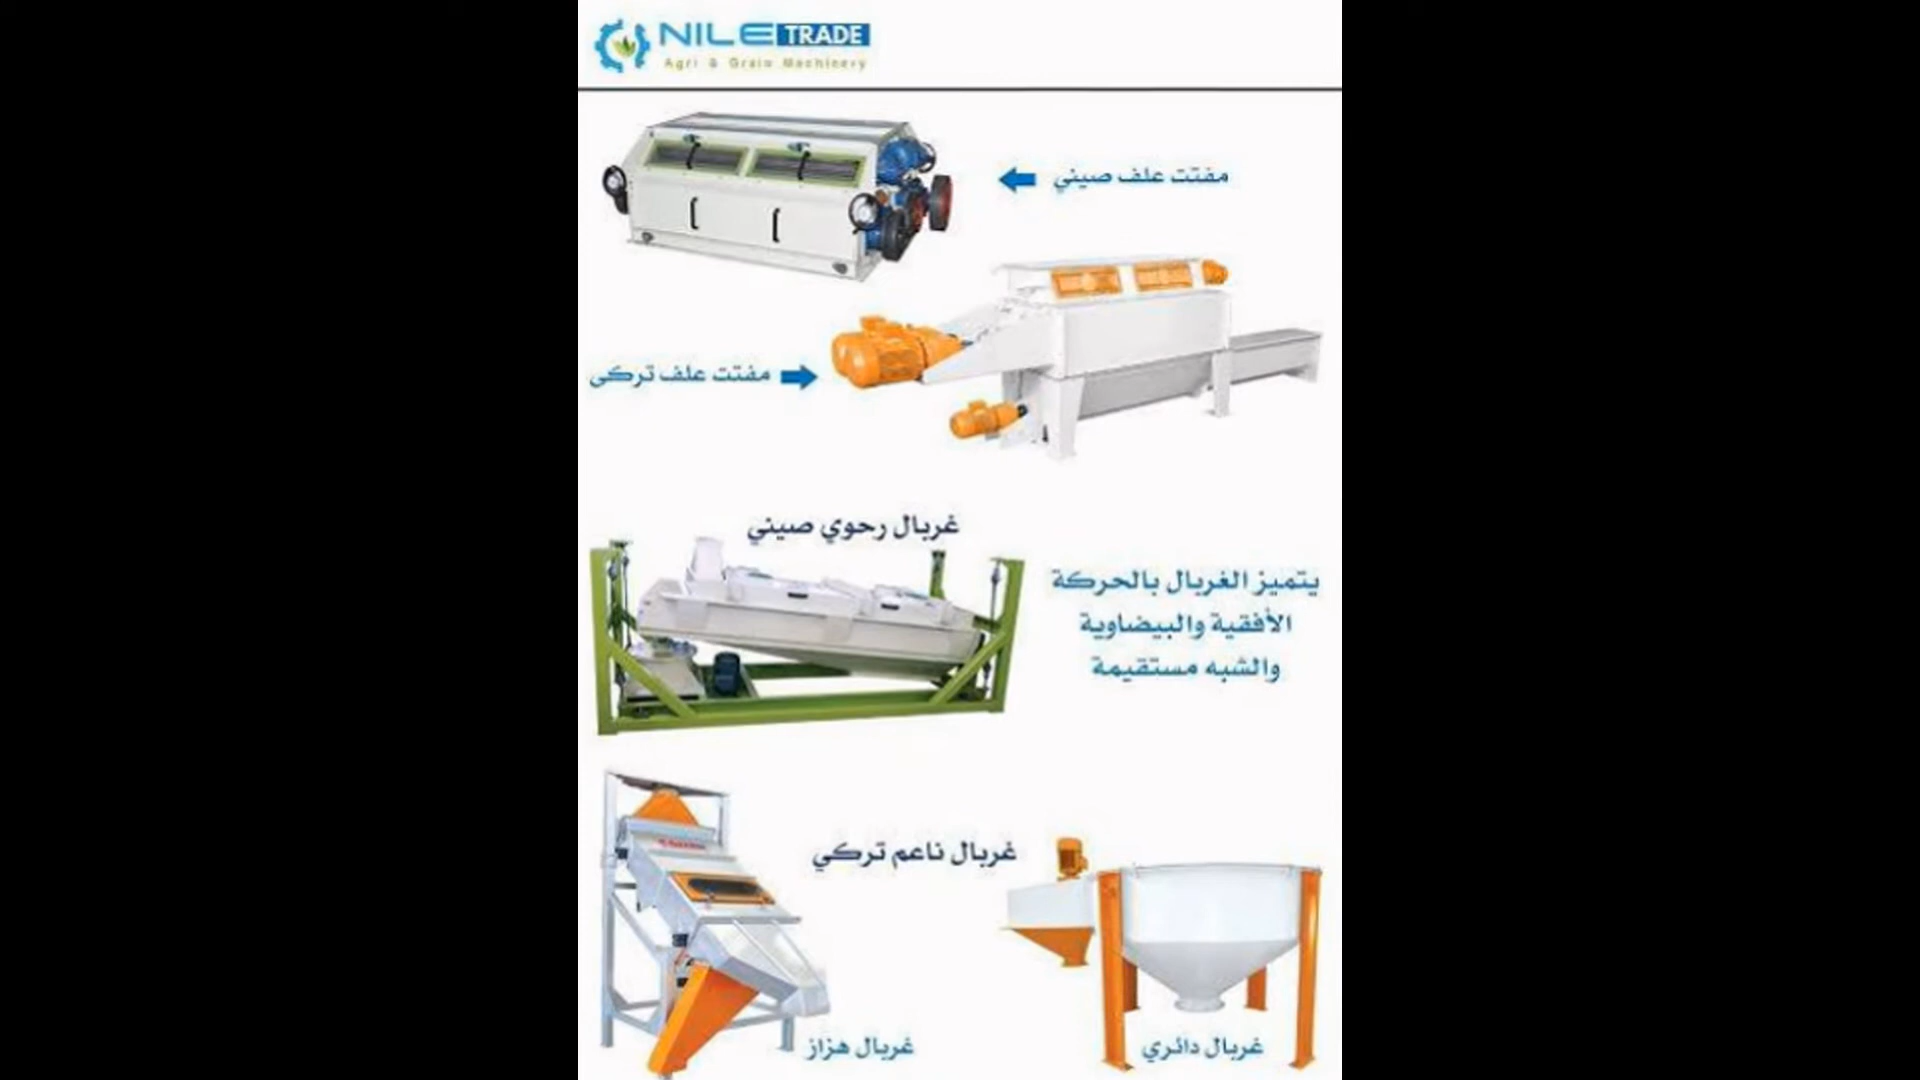 NILE TRADE
Agri & Grain Machinery
مفتت علف صيني
مفتت علف تركي
غربال رحوي صيني
يتميز الغربال بالحركة
الأفقية والبيضاوية
والشبه مستقيمة
غربال ناعم تركي
غربال هزاز
غربال دائري